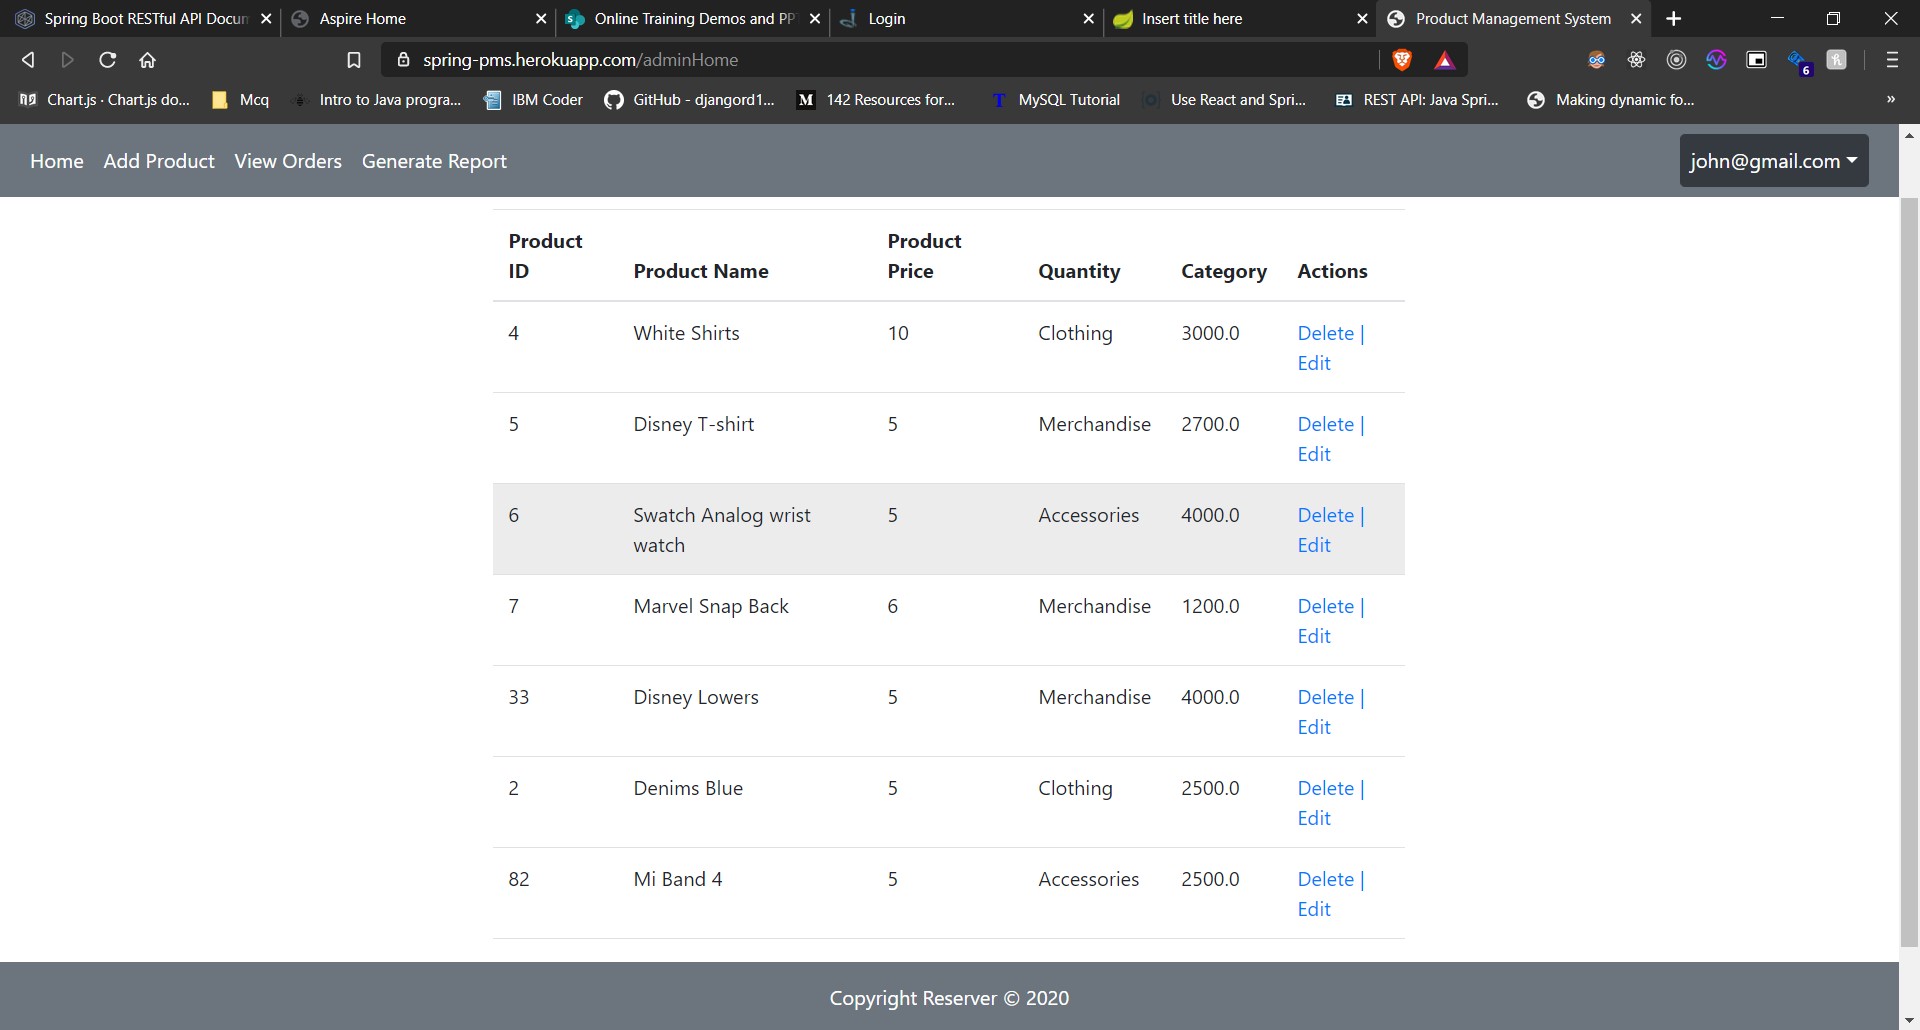 Spring Boot RESTful API Docum
Aspire Home
Online Training Demos and PP
Login
Insert title here
Product Management System
spring-pms.herokuapp.com/adminHome
6
Chart.js · Chart.js do...
Mcq
Intro to Java progra...
IBM Coder
GitHub - djangord1...
M
142 Resources for...
T
MySQL Tutorial
Use React and Spri...
REST API: Java Spri...
Making dynamic fo...
»
Home Add Product View Orders Generate Report
john@gmail.com
Product ID Product Name Product Price Quantity Category Actions
4 White Shirts 10 Clothing 3000.0 Delete |
Edit
5 Disney T-shirt 5 Merchandise 2700.0 Delete |
Edit
6 Swatch Analog wrist watch 5 Accessories 4000.0 Delete |
Edit
7 Marvel Snap Back 6 Merchandise 1200.0 Delete |
Edit
33 Disney Lowers 5 Merchandise 4000.0 Delete |
Edit
2 Denims Blue 5 Clothing 2500.0 Delete |
Edit
82 Mi Band 4 5 Accessories 2500.0 Delete |
Edit
Copyright Reserver © 2020